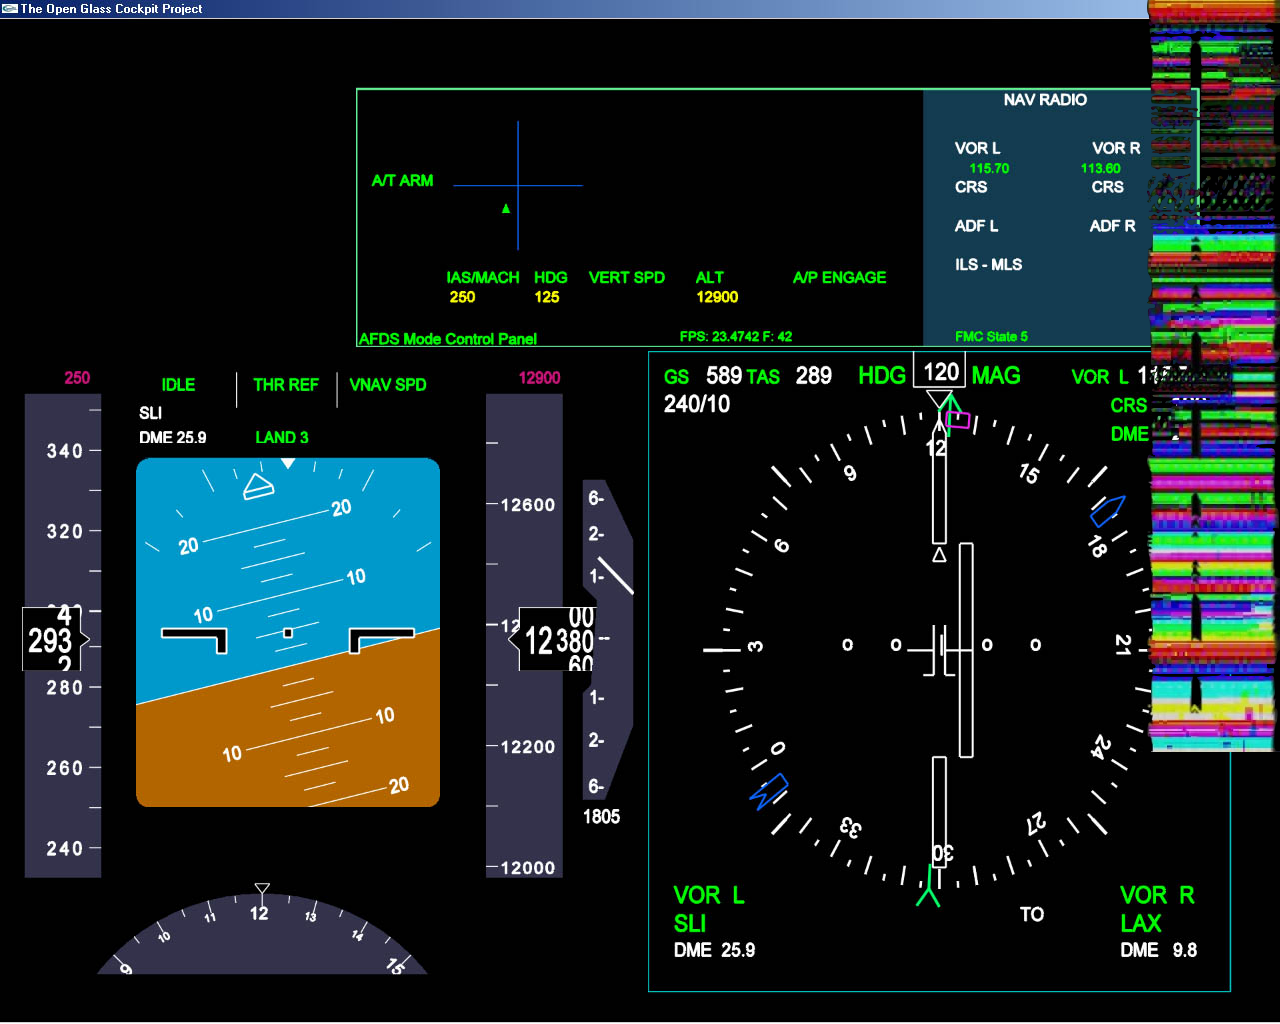 The Open Glass Cockpit Project
NAV RADIO
VOR L VOR R
115.70 113.60
A/T ARM
CRS CRS
ADF L ADF R
ILS - MLS
IAS/MACH HDG VERT SPD ALT A/P ENGAGE
250 125 12900
AFDS Mode Control Panel FPS: 23.4742 F: 42 FMC State 5
250 IDLE THR REF VNAV SPD 12900
SLI
DME 25.9 LAND 3
340
320
293
280
260
240
20 20
10 10
10 10
20
12600
12380
12200
12000
6-
2-
1-
1-
2-
6-
1805
9 10 11 12 13 14 15
GS 589 TAS 289 HDG 120 MAG VOR L
240/10
CRS
DME
12
15
18
21
24
27
30
33
0
3
6
9
0 0 0 0
VOR L VOR R
SLI TO LAX
DME 25.9 DME 9.8